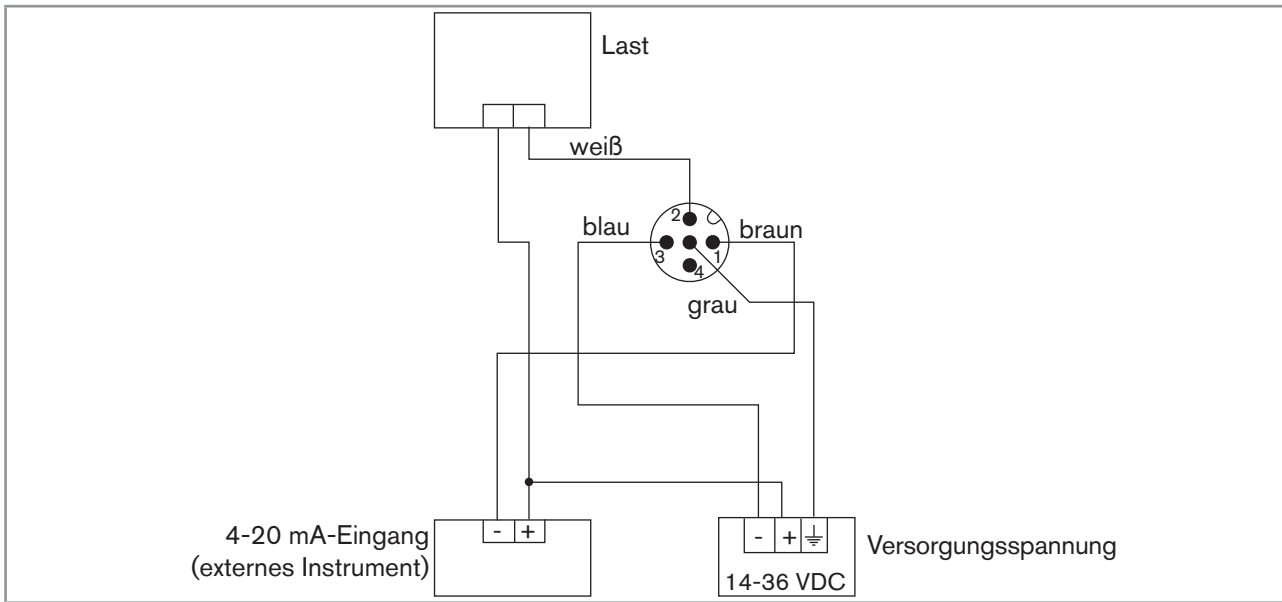 Last
weiß
2
blau
braun
3
1
4
grau
4-20 mA-Eingang
(externes Instrument)
- +
- +
14-36 VDC
Versorgungsspannung